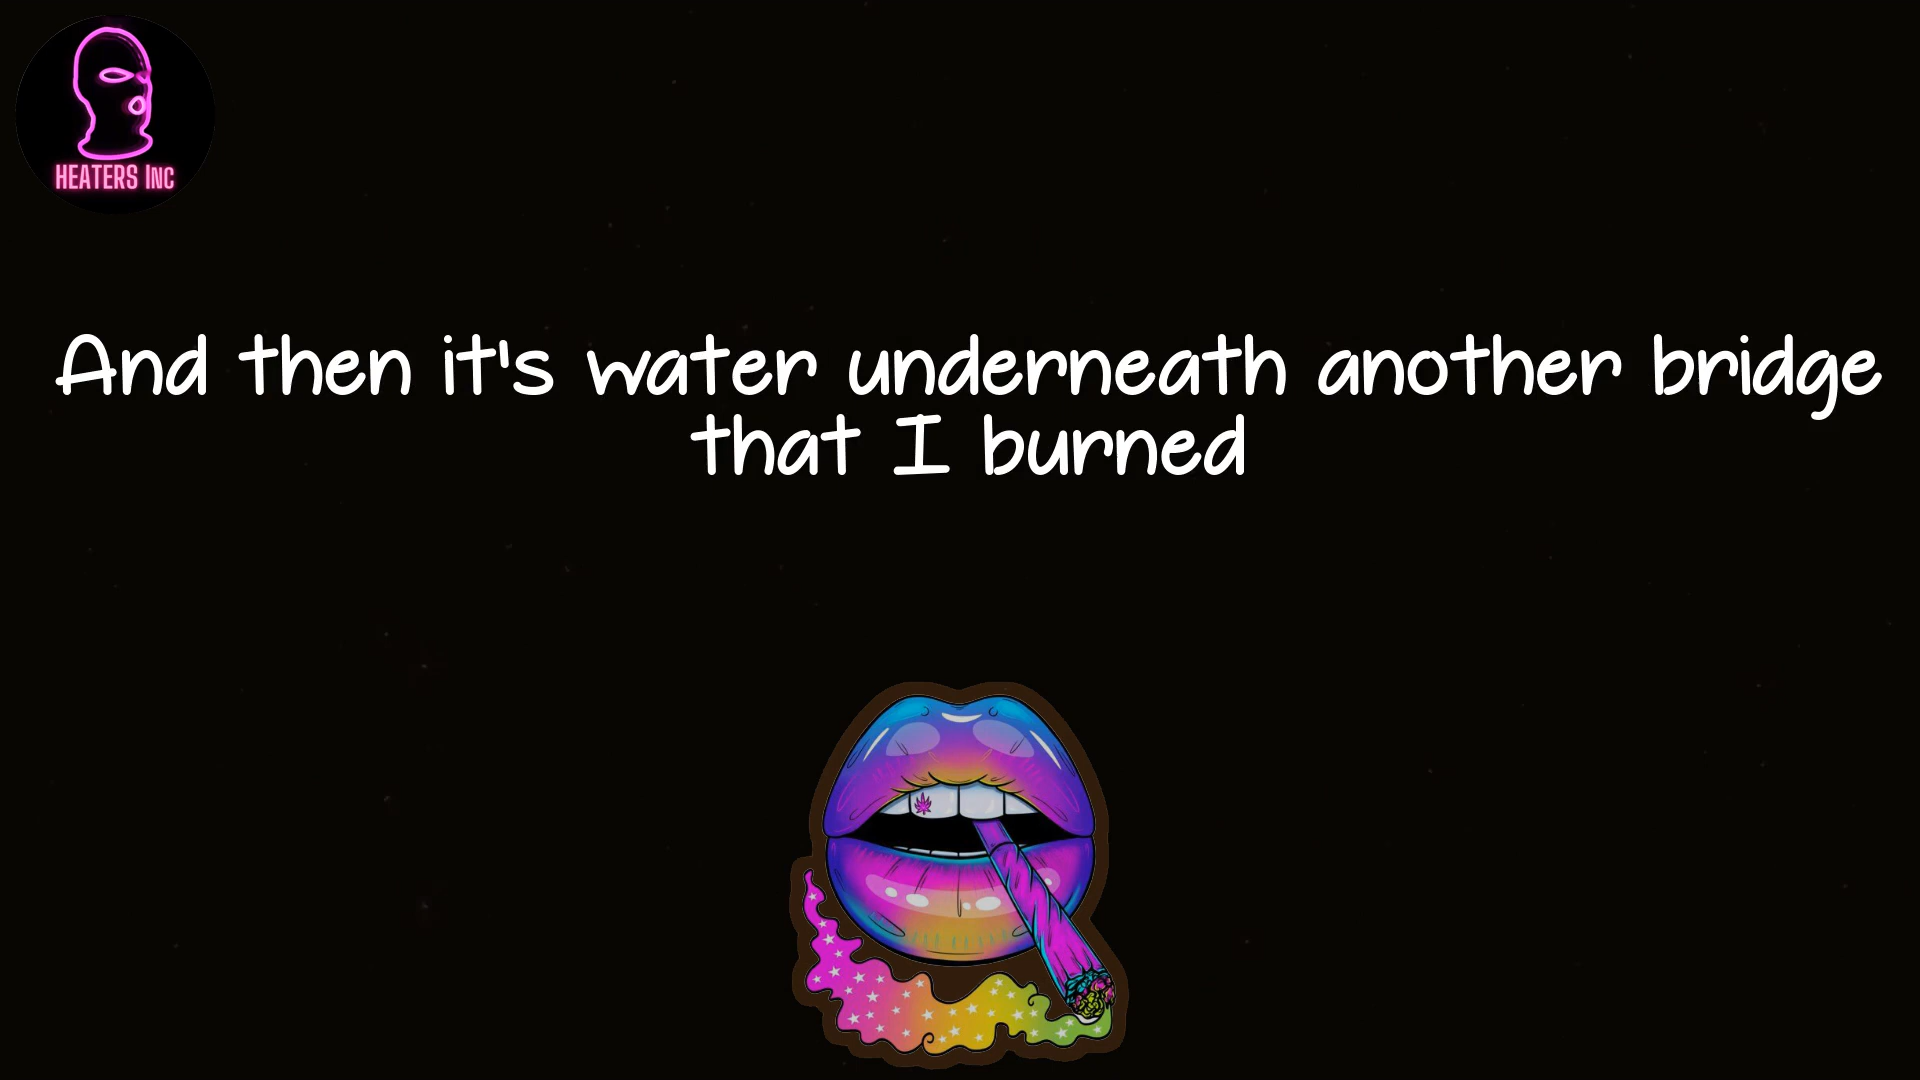 HEATERS INC
And then it's water underneath another bridge
that I burned